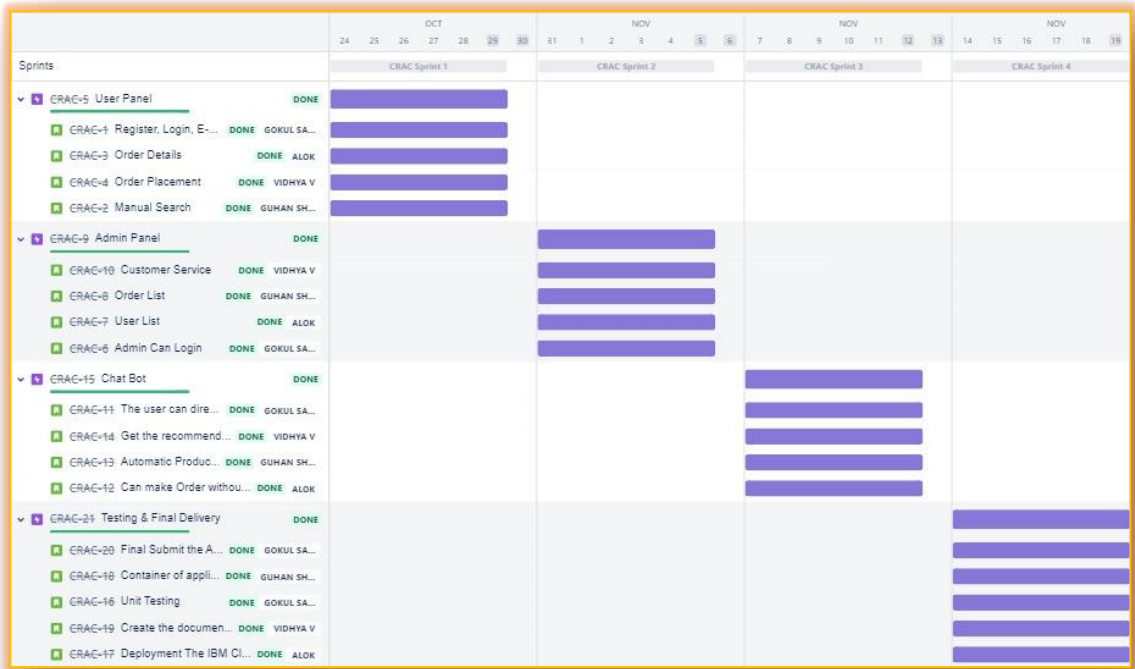 OCT NOV NOV NOV
24 25 26 27 28 29 30 31 1 2 3 4 5 6 7 8 9 10 11 12 13 14 15 16 17 18 19
Sprints CRAC Sprint 1 CRAC Sprint 2 CRAC Sprint 3 CRAC Sprint 4
CRAC-5 User Panel DONE
CRAC-1 Register, Login, E-... DONE GOKUL SA...
CRAC-3 Order Details DONE ALOK
CRAC-4 Order Placement DONE VIDHYA V
CRAC-2 Manual Search DONE GUHAN SH...
CRAC-9 Admin Panel DONE
CRAC-10 Customer Service DONE VIDHYA V
CRAC-8 Order List DONE GUHAN SH...
CRAC-7 User List DONE ALOK
CRAC-6 Admin Can Login DONE GOKUL SA...
CRAC-15 Chat Bot DONE
CRAC-11 The user can dire... DONE GOKUL SA...
CRAC-14 Get the recommend... DONE VIDHYA V
CRAC-13 Automatic Produc... DONE GUHAN SH...
CRAC-12 Can make Order withou... DONE ALOK
CRAC-21 Testing & Final Delivery DONE
CRAC-20 Final Submit the A... DONE GOKUL SA...
CRAC-18 Container of appli... DONE GUHAN SH...
CRAC-16 Unit Testing DONE GOKUL SA...
CRAC-19 Create the documen... DONE VIDHYA V
CRAC-17 Deployment The IBM Cl... DONE ALOK